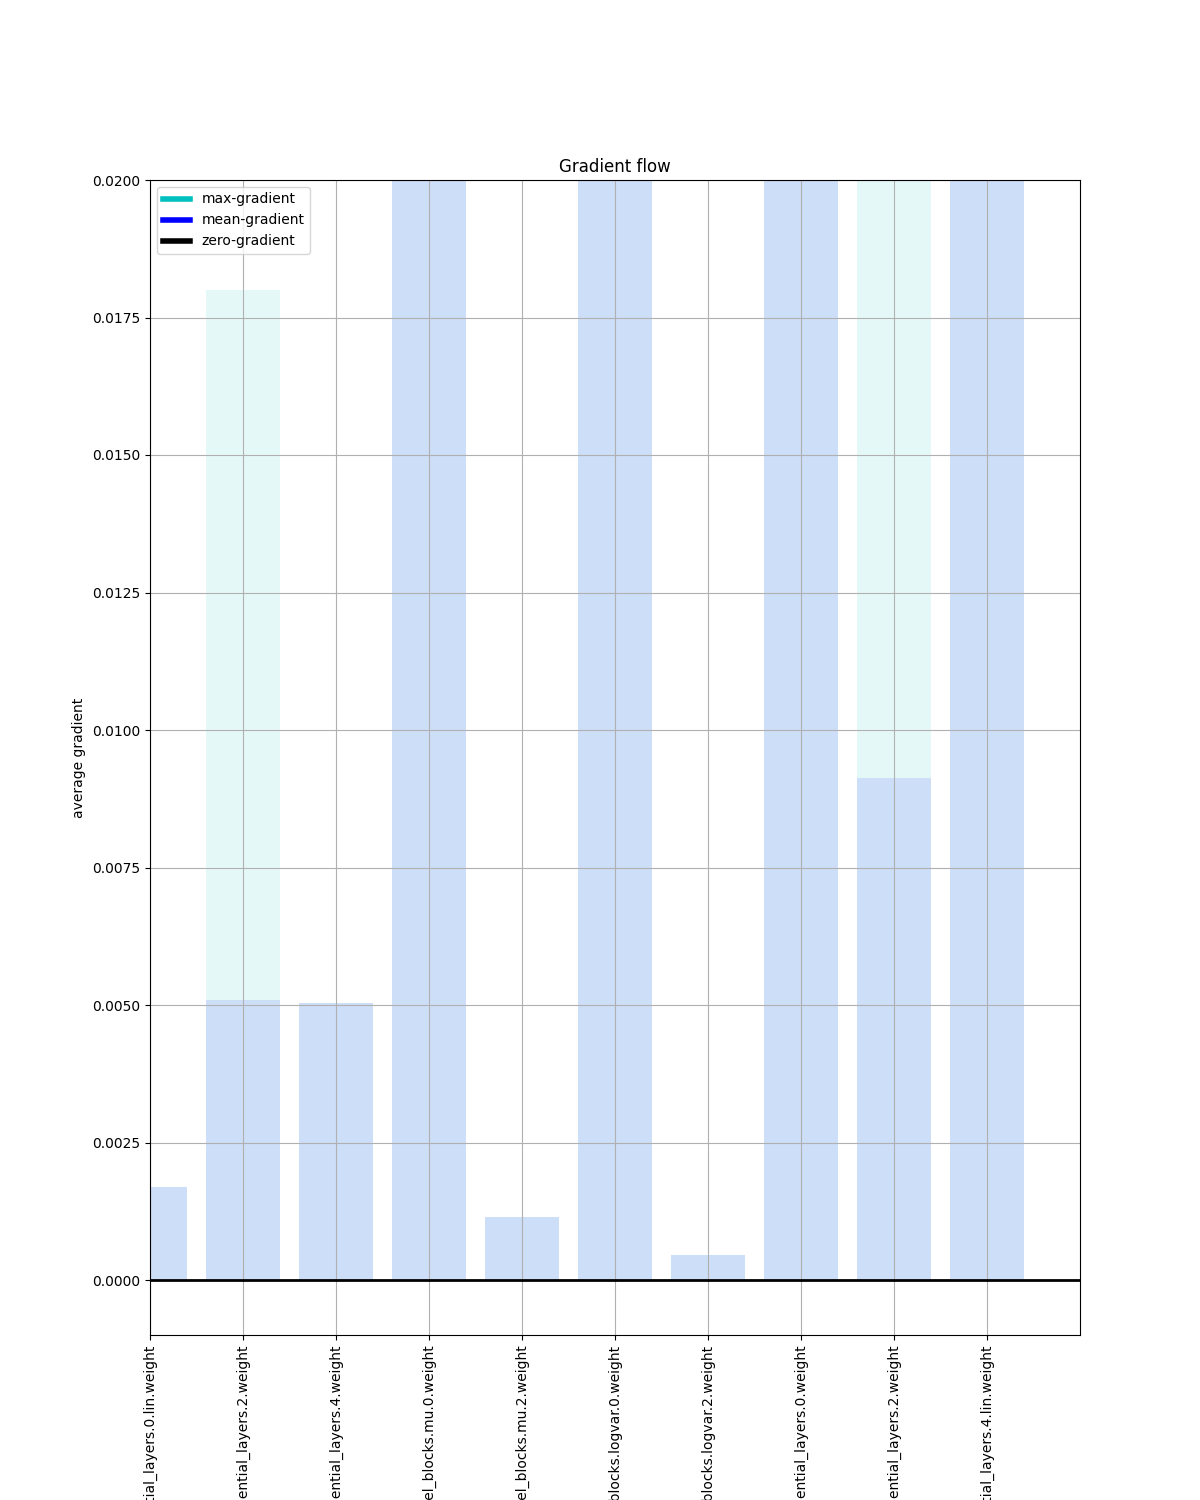 Gradient flow
max-gradient
mean-gradient
zero-gradient
0.0200
0.0175
0.0150
0.0125
0.0100
0.0075
0.0050
0.0025
0.0000
average gradient
tial_layers.0.lin.weight
ential_layers.2.weight
ential_layers.4.weight
el_blocks.mu.0.weight
el_blocks.mu.2.weight
blocks.logvar.0.weight
blocks.logvar.2.weight
ential_layers.0.weight
ential_layers.2.weight
tial_layers.4.lin.weight